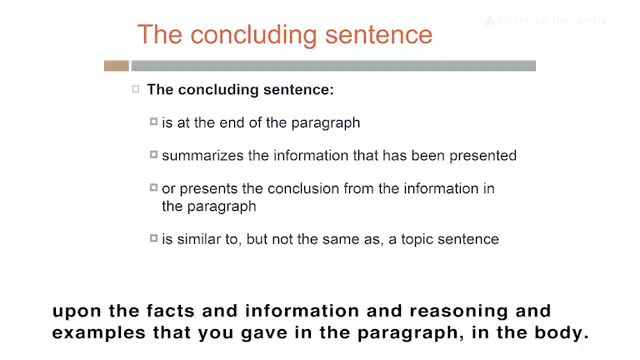 The concluding sentence
The concluding sentence:
is at the end of the paragraph
summarizes the information that has been presented
or presents the conclusion from the information in
the paragraph
is similar to, but not the same as, a topic sentence
upon the facts and information and reasoning and
examples that you gave in the paragraph, in the body.